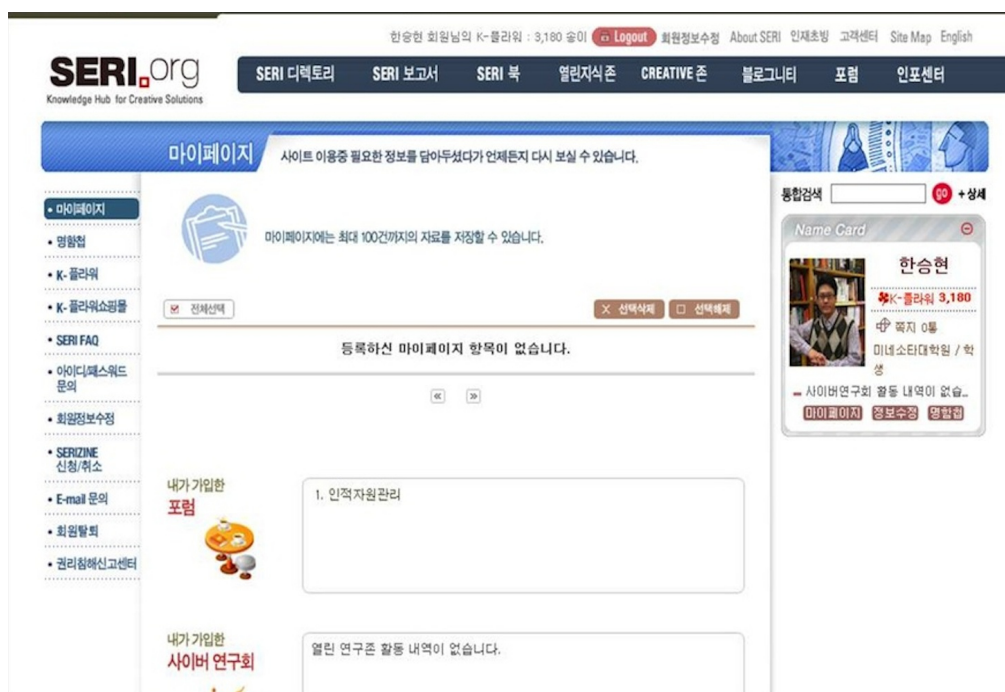 한승현 회원님의 K-플라워 : 3,180 송이 Logout 회원정보수정 About SERI 인재초빙 고객센터 Site Map English
SERI.org
Knowledge Hub for Creative Solutions
SERI 디렉토리 SERI 보고서 SERI 북 열린지식 존 CREATIVE 존 블로그니티 포럼 인포센터
마이페이지 사이트 이용중 필요한 정보를 담아두셨다가 언제든지 다시 보실 수 있습니다.
• 마이페이지
• 명함첩
• K- 플라워
• K- 플라워쇼핑몰
• SERI FAQ
• 아이디/패스워드
문의
• 회원정보수정
• SERIZINE
신청/취소
• E-mail 문의
• 회원탈퇴
• 권리침해신고센터
마이페이지에는 최대 100건까지의 자료를 저장할 수 있습니다.
전체선택
선택삭제 선택해제
등록하신 마이페이지 항목이 없습니다.
내가 가입한
포럼
1. 인적자원관리
내가 가입한
사이버 연구회
열린 연구존 활동 내역이 없습니다.
통합검색 GO +상세
Name Card
한승현
K-플라워 3,180
쪽지 0통
미네소타대학원 / 학
생
사이버연구회 활동 내역이 없습...
마이페이지 정보수정 명함첩